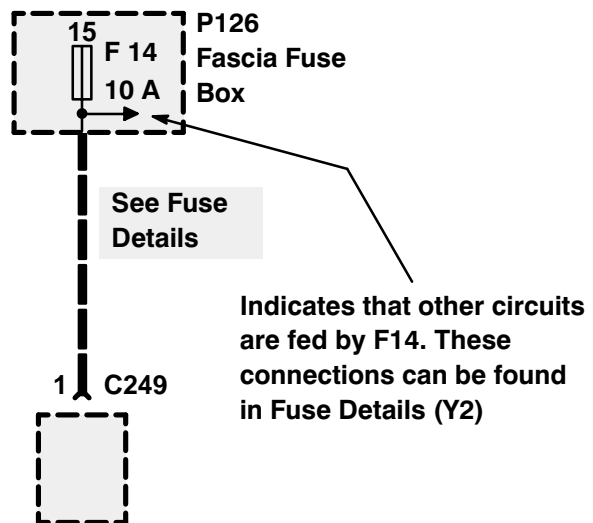 15
F 14
10 A
P126
Fascia Fuse
Box
See Fuse
Details
Indicates that other circuits
are fed by F14. These
connections can be found
in Fuse Details (Y2)
1 C249